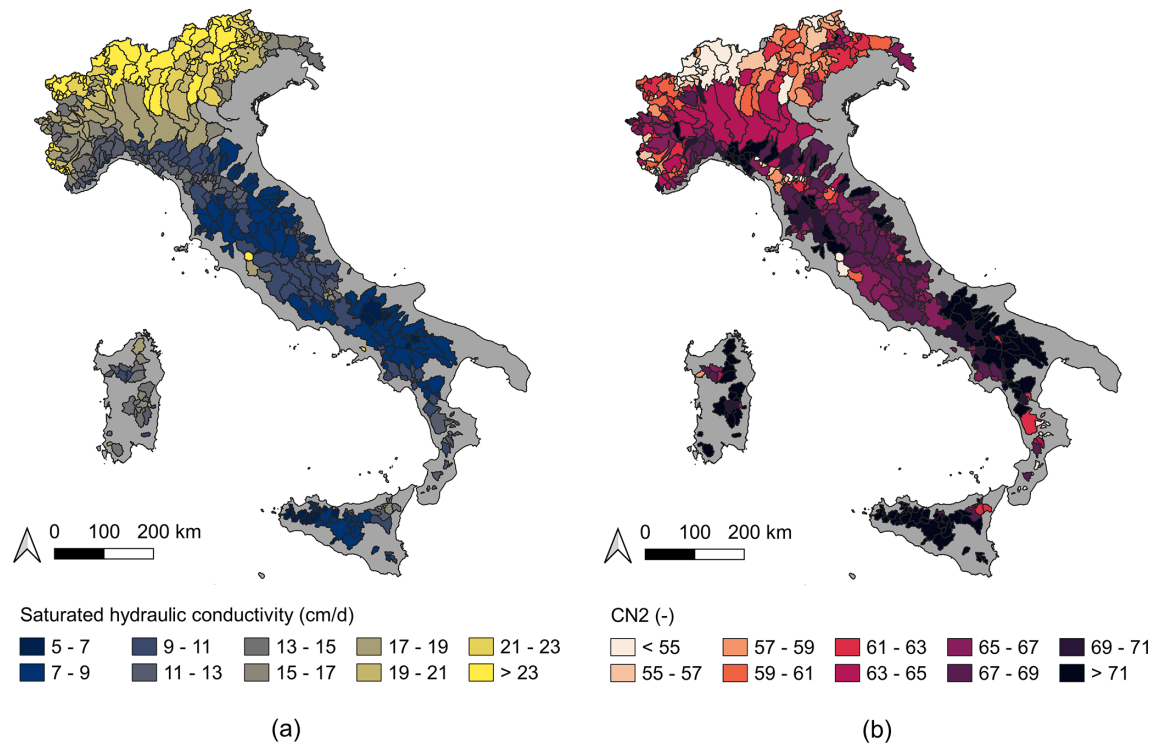 0 100 200 km
0 100 200 km
Saturated hydraulic conductivity (cm/d)
5 - 7 9 - 11 13 - 15 17 - 19 21 - 23
7 - 9 11 - 13 15 - 17 19 - 21 > 23
CN2 (-)
< 55 57 - 59 61 - 63 65 - 67 69 - 71
55 - 57 59 - 61 63 - 65 67 - 69 > 71
(a)
(b)